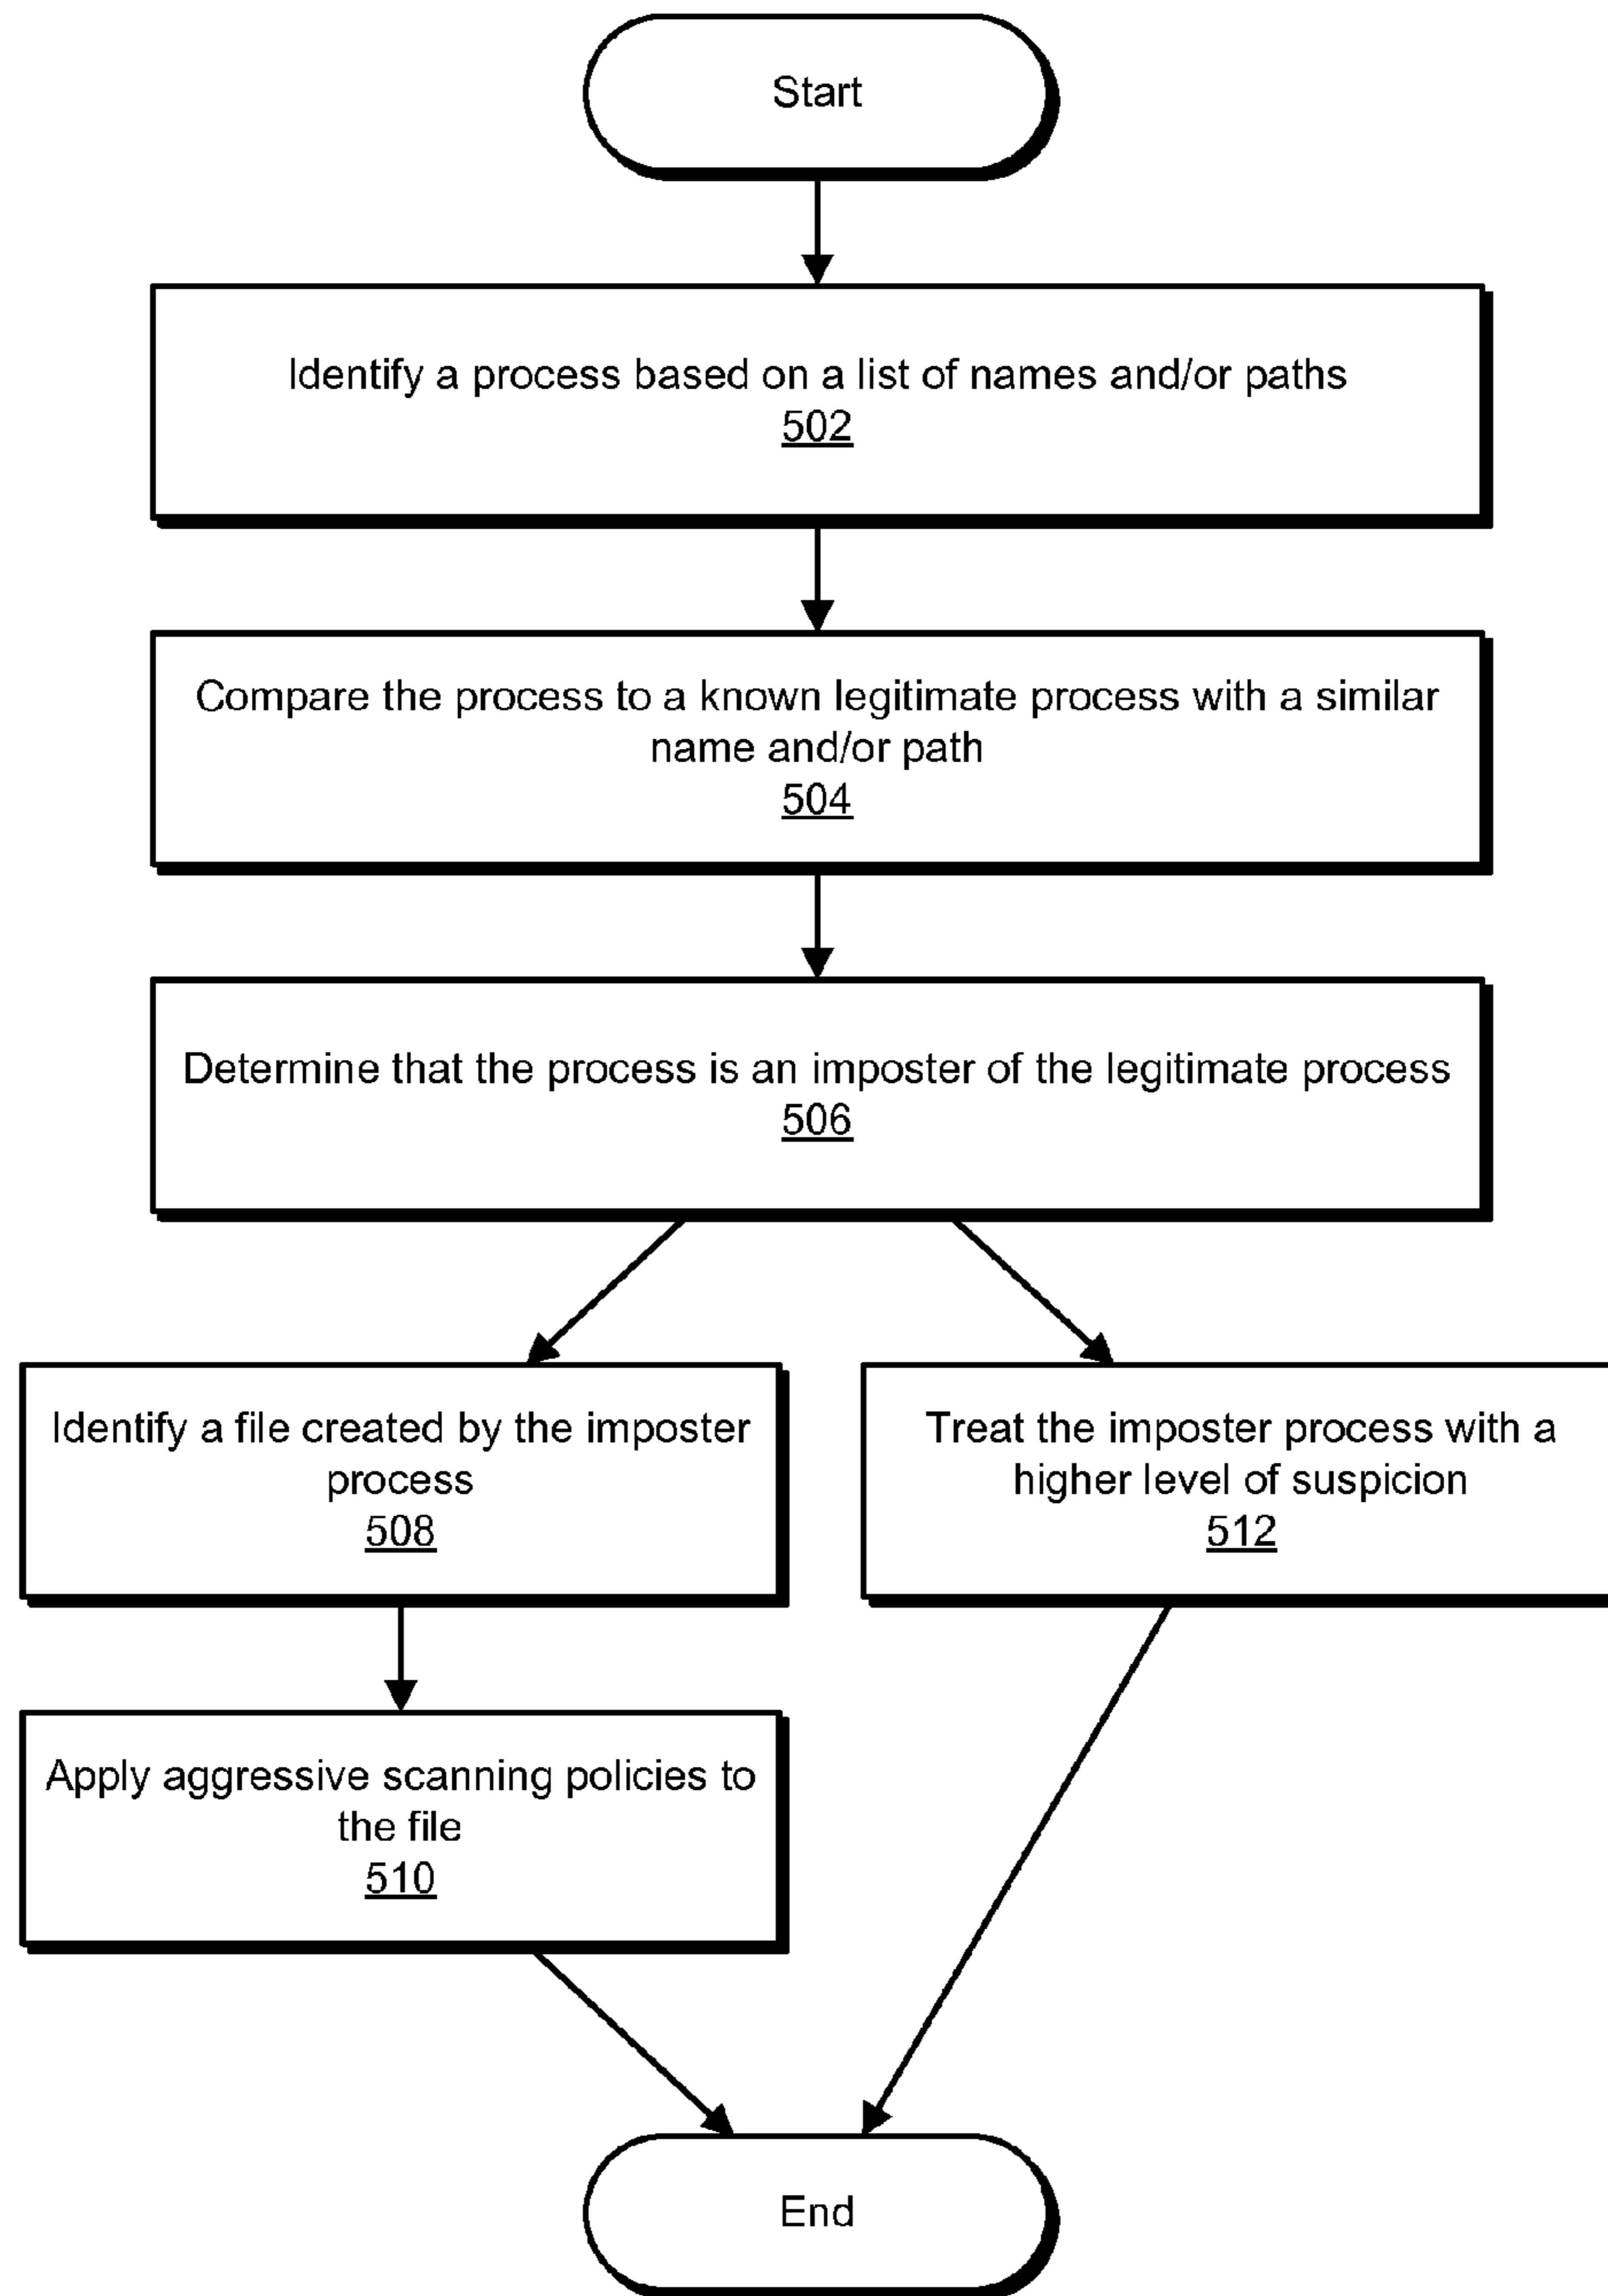 Start
Identify a process based on a list of names and/or paths
502
Compare the process to a known legitimate process with a similar
name and/or path
504
Determine that the process is an imposter of the legitimate process
506
Identify a file created by the imposter
process
508
Treat the imposter process with a
higher level of suspicion
512
Apply aggressive scanning policies to
the file
510
End